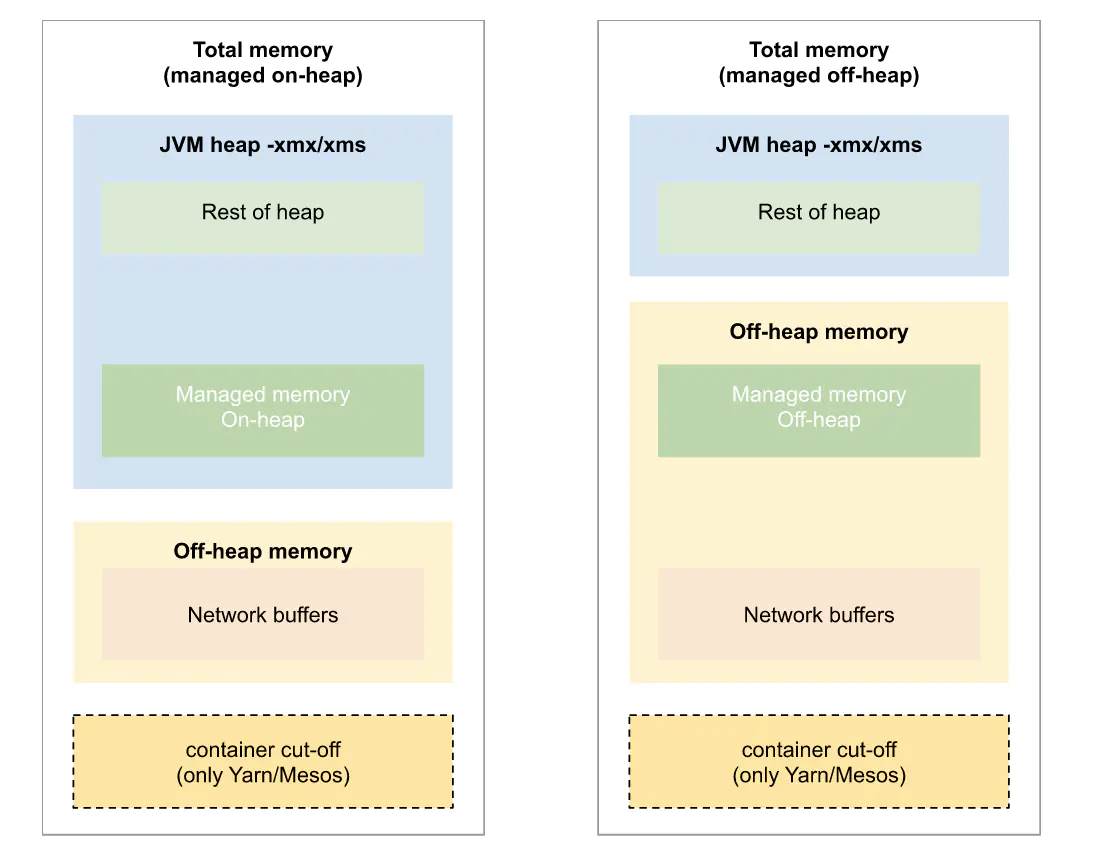 Total memory
(managed on-heap)
JVM heap -xmx/xms
Rest of heap
Managed memory
On-heap
Off-heap memory
Network buffers
container cut-off
(only Yarn/Mesos)
Total memory
(managed off-heap)
JVM heap -xmx/xms
Rest of heap
Off-heap memory
Managed memory
Off-heap
Network buffers
container cut-off
(only Yarn/Mesos)